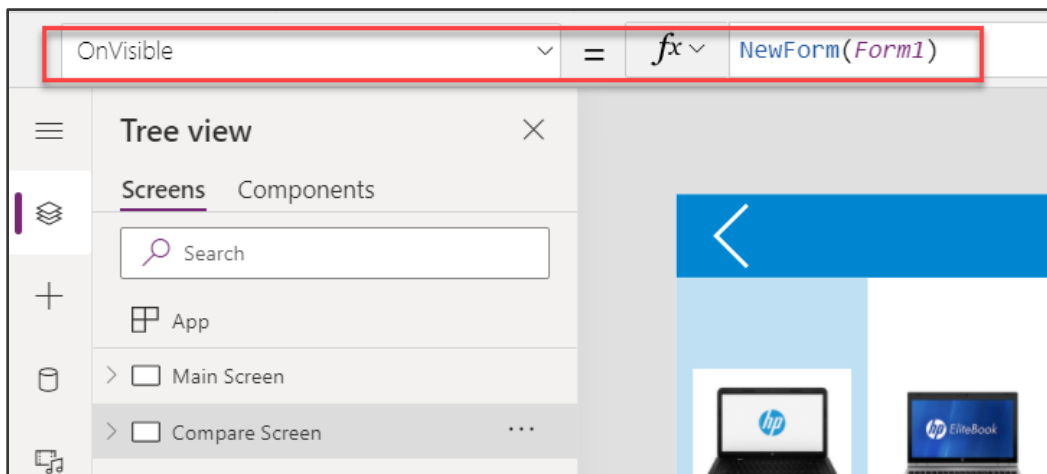 OnVisible = fx NewForm(Form1)
Tree view
Screens Components
Search
App
Main Screen
Compare Screen ...
hp
hp EliteBook